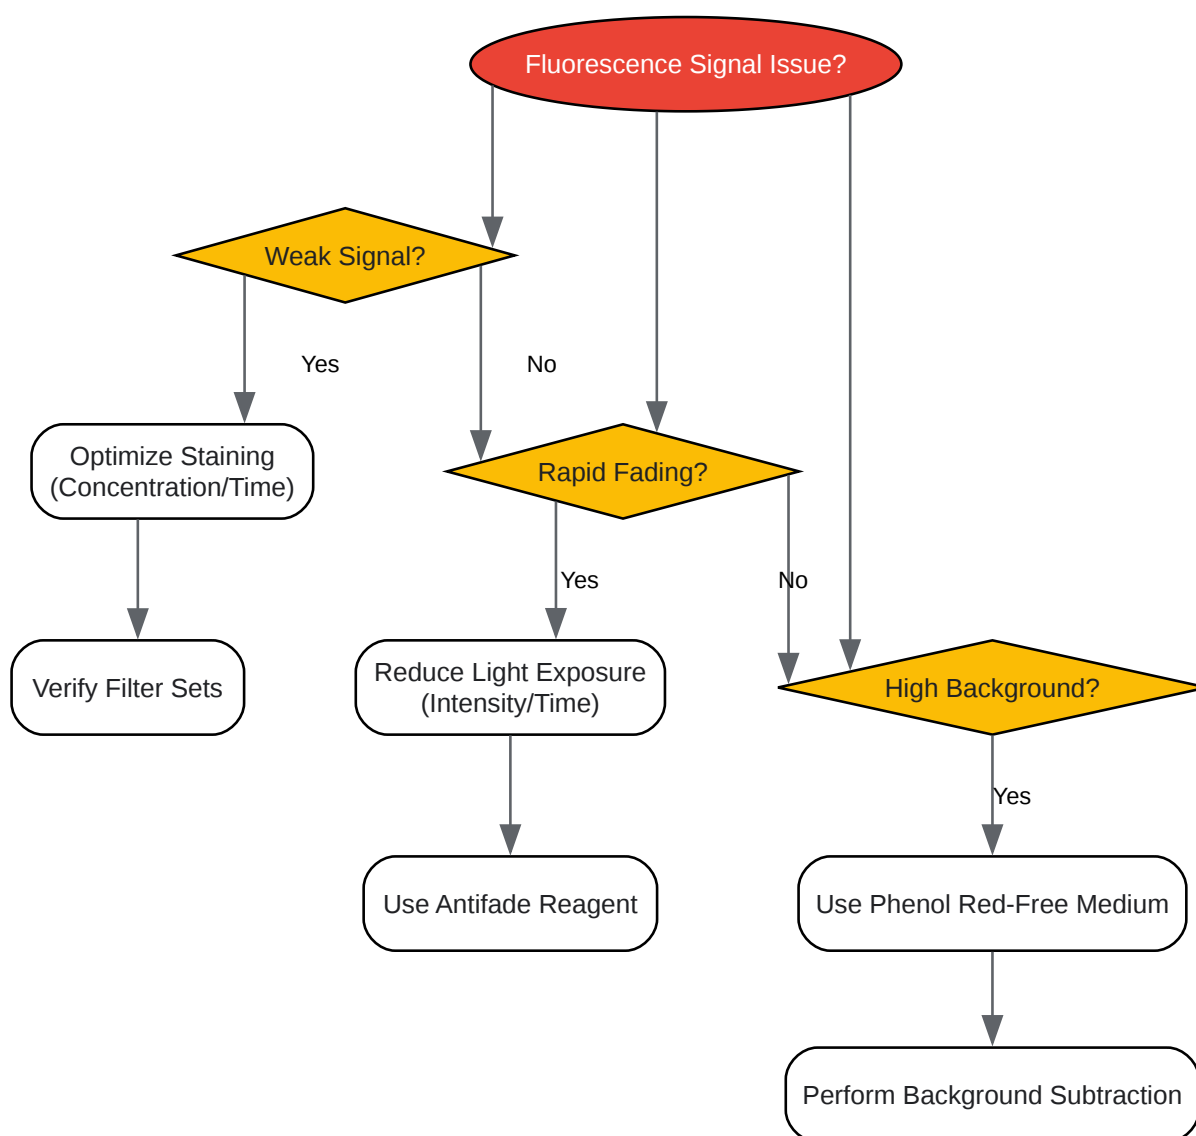 Fluorescence Signal Issue?
Weak Signal?
Yes
No
Optimize Staining
(Concentration/Time)
Rapid Fading?
Yes
No
Verify Filter Sets
Reduce Light Exposure
(Intensity/Time)
High Background?
Yes
Use Antifade Reagent
Use Phenol Red-Free Medium
Perform Background Subtraction